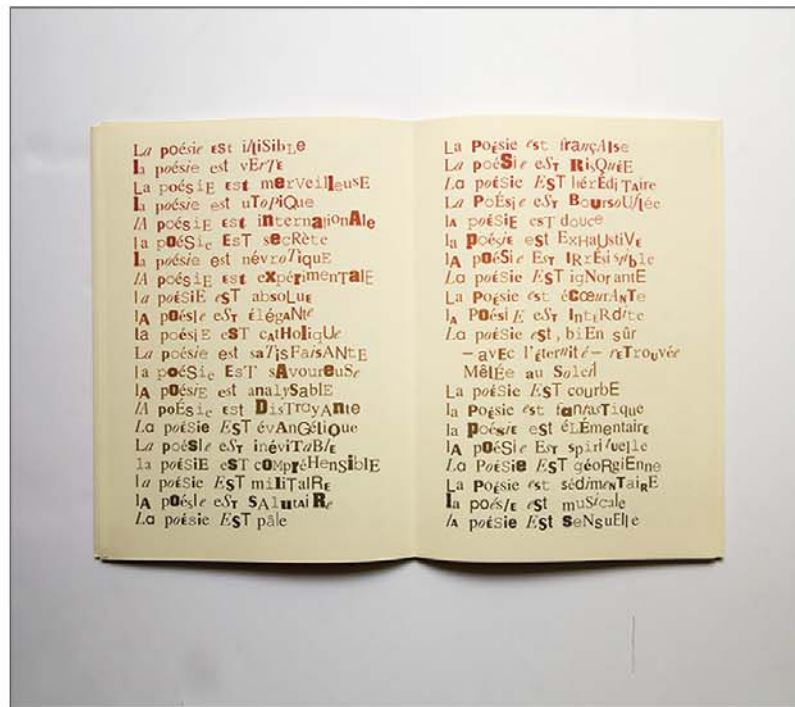 La poésie EST illiSibLe
la poésie est vErTE
La poésiE EST merveilleusE
la poésie est uToPiQue
lA poésiE EST internatioNAle
la poéSie EsT secRète
la poésie est névroTiquE
lA poésiE EST expérimenTalE
la poésiE eST absoLuE
lA poésIe eST ÉlégANte
la poésiE eST cAtHoliqUe
La poésie est saTisFaisANtE
la poéSie EsT sAvoureuSe
lA poésiE est analySablE
lA poÉsie EST DisTrayAnte
La poésie EST évAnGéliQue
La poéSIe eST inéviTaBlE
la poésiE eST cOMpréHenSiblE
la poésie EST miliTaIRE
lA poésIe eST SAlutAiRe
La poésie EST pâle
La Poésie est françAIse
La poéSie eST RisQuÉE
La poésie EST hérÉdiTAire
La PoÉsie eST BoursoUflée
lA poéSiE esT douce
la poésiE est ExHaUstiVE
lA PoéSie EST IRrÉsistible
La poésie EST igNorantE
La Poésie est éCœurANTe
lA POésiE eST InteRdite
La poésie est, biEn sûr
– avEc l'éternité – reTrouvée
MêlÉe au Soleil
La poéSie EST courbE
la Poésie est fanTasTique
la poésie eSt éLÉmentairE
lA pOéSIe EsT spirituelle
La PoéSie EST géoRgiEnne
La Poésie est sédimeNTaiRE
la poésIE eSt muSicale
lA poésie ESt SeNsuElle